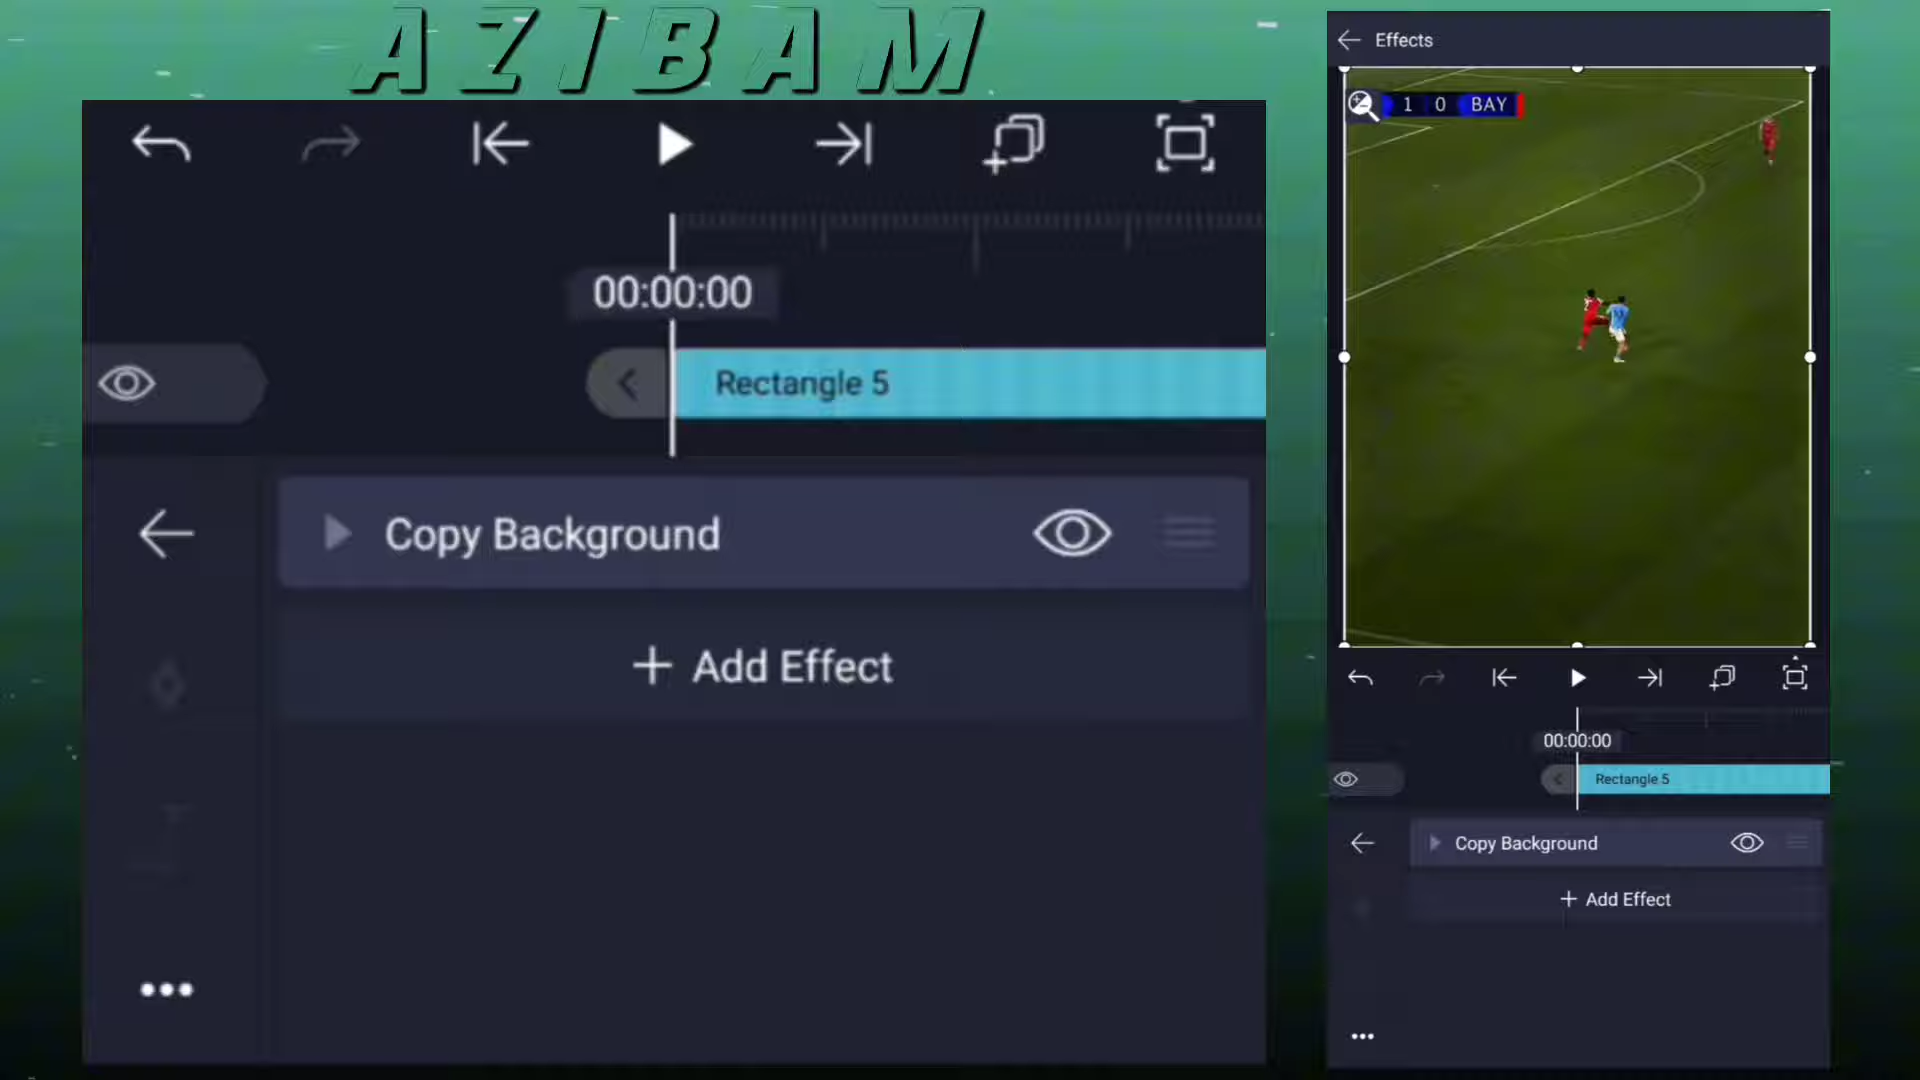 AZIBAM
00:00:00
Rectangle 5
Copy Background
+ Add Effect
Effects
1 0 BAY
00:00:00
Rectangle 5
Copy Background
+ Add Effect